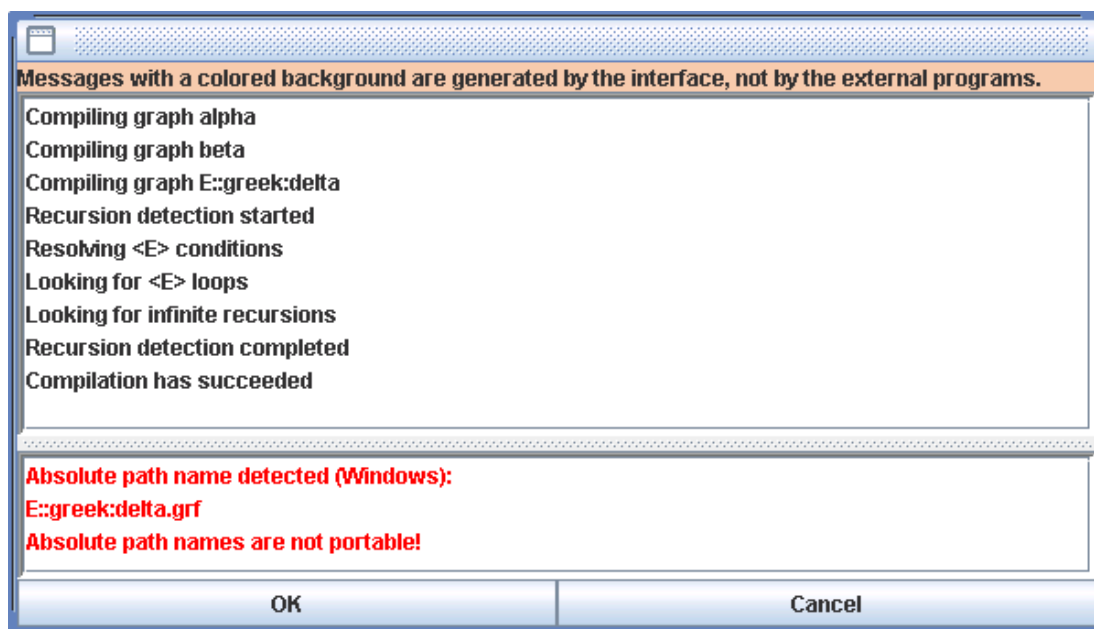 Messages with a colored background are generated by the interface, not by the external programs.
Compiling graph alpha
Compiling graph beta
Compiling graph E::greek:delta
Recursion detection started
Resolving <E> conditions
Looking for <E> loops
Looking for infinite recursions
Recursion detection completed
Compilation has succeeded
Absolute path name detected (Windows):
E::greek:delta.grf
Absolute path names are not portable!
OK
Cancel